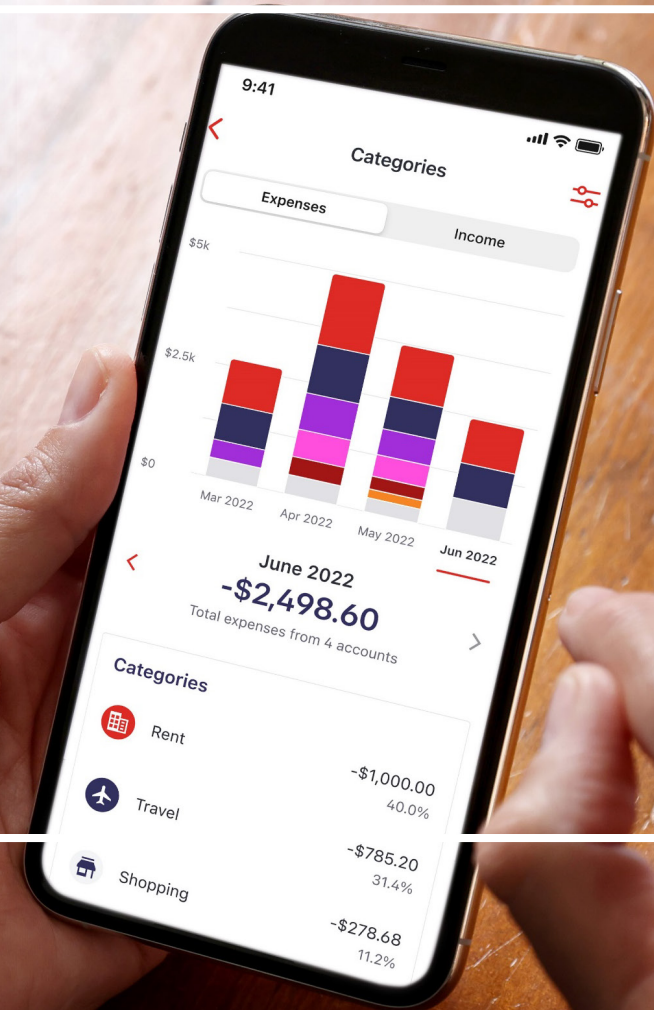 9:41
Categories
Expenses
Income
$5k
$2.5k
$0
Mar 2022
Apr 2022
May 2022
Jun 2022
June 2022
-$2,498.60
Total expenses from 4 accounts
Categories
Rent
-$1,000.00
40.0%
Travel
-$785.20
31.4%
Shopping
-$278.68
11.2%